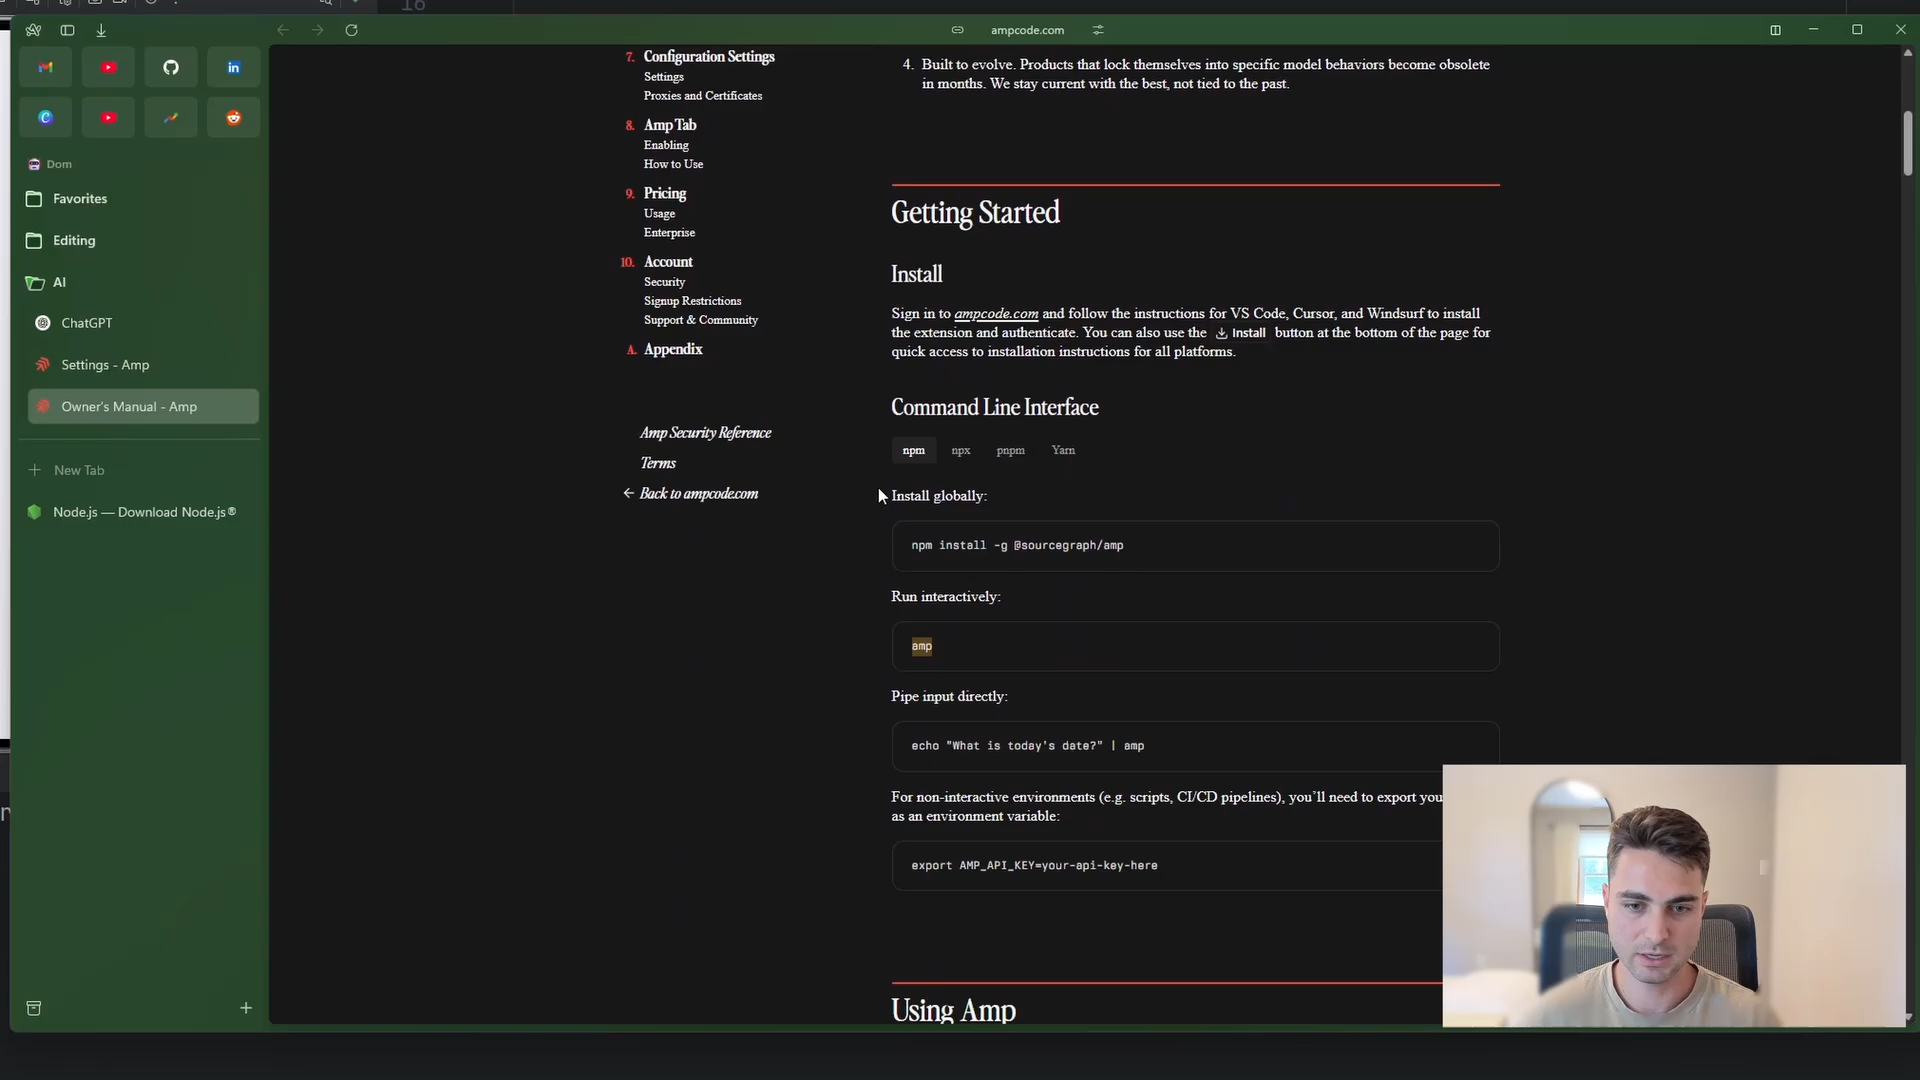 16
ampcode.com
Dom
Favorites
Editing
AI
ChatGPT
Settings - Amp
Owner's Manual - Amp
New Tab
Node.js — Download Node.js®
7. Configuration Settings
Settings
Proxies and Certificates
8. Amp Tab
Enabling
How to Use
9. Pricing
Usage
Enterprise
10. Account
Security
Signup Restrictions
Support & Community
A. Appendix
Amp Security Reference
Terms
← Back to ampcode.com
4. Built to evolve. Products that lock themselves into specific model behaviors become obsolete
in months. We stay current with the best, not tied to the past.
Getting Started
Install
Sign in to ampcode.com and follow the instructions for VS Code, Cursor, and Windsurf to install
the extension and authenticate. You can also use the Install button at the bottom of the page for
quick access to installation instructions for all platforms.
Command Line Interface
npm npx pnpm Yarn
Install globally:
npm install -g @sourcegraph/amp
Run interactively:
amp
Pipe input directly:
echo "What is today's date?" | amp
For non-interactive environments (e.g. scripts, CI/CD pipelines), you'll need to export
as an environment variable:
export AMP_API_KEY=your-api-key-here
Using Amp